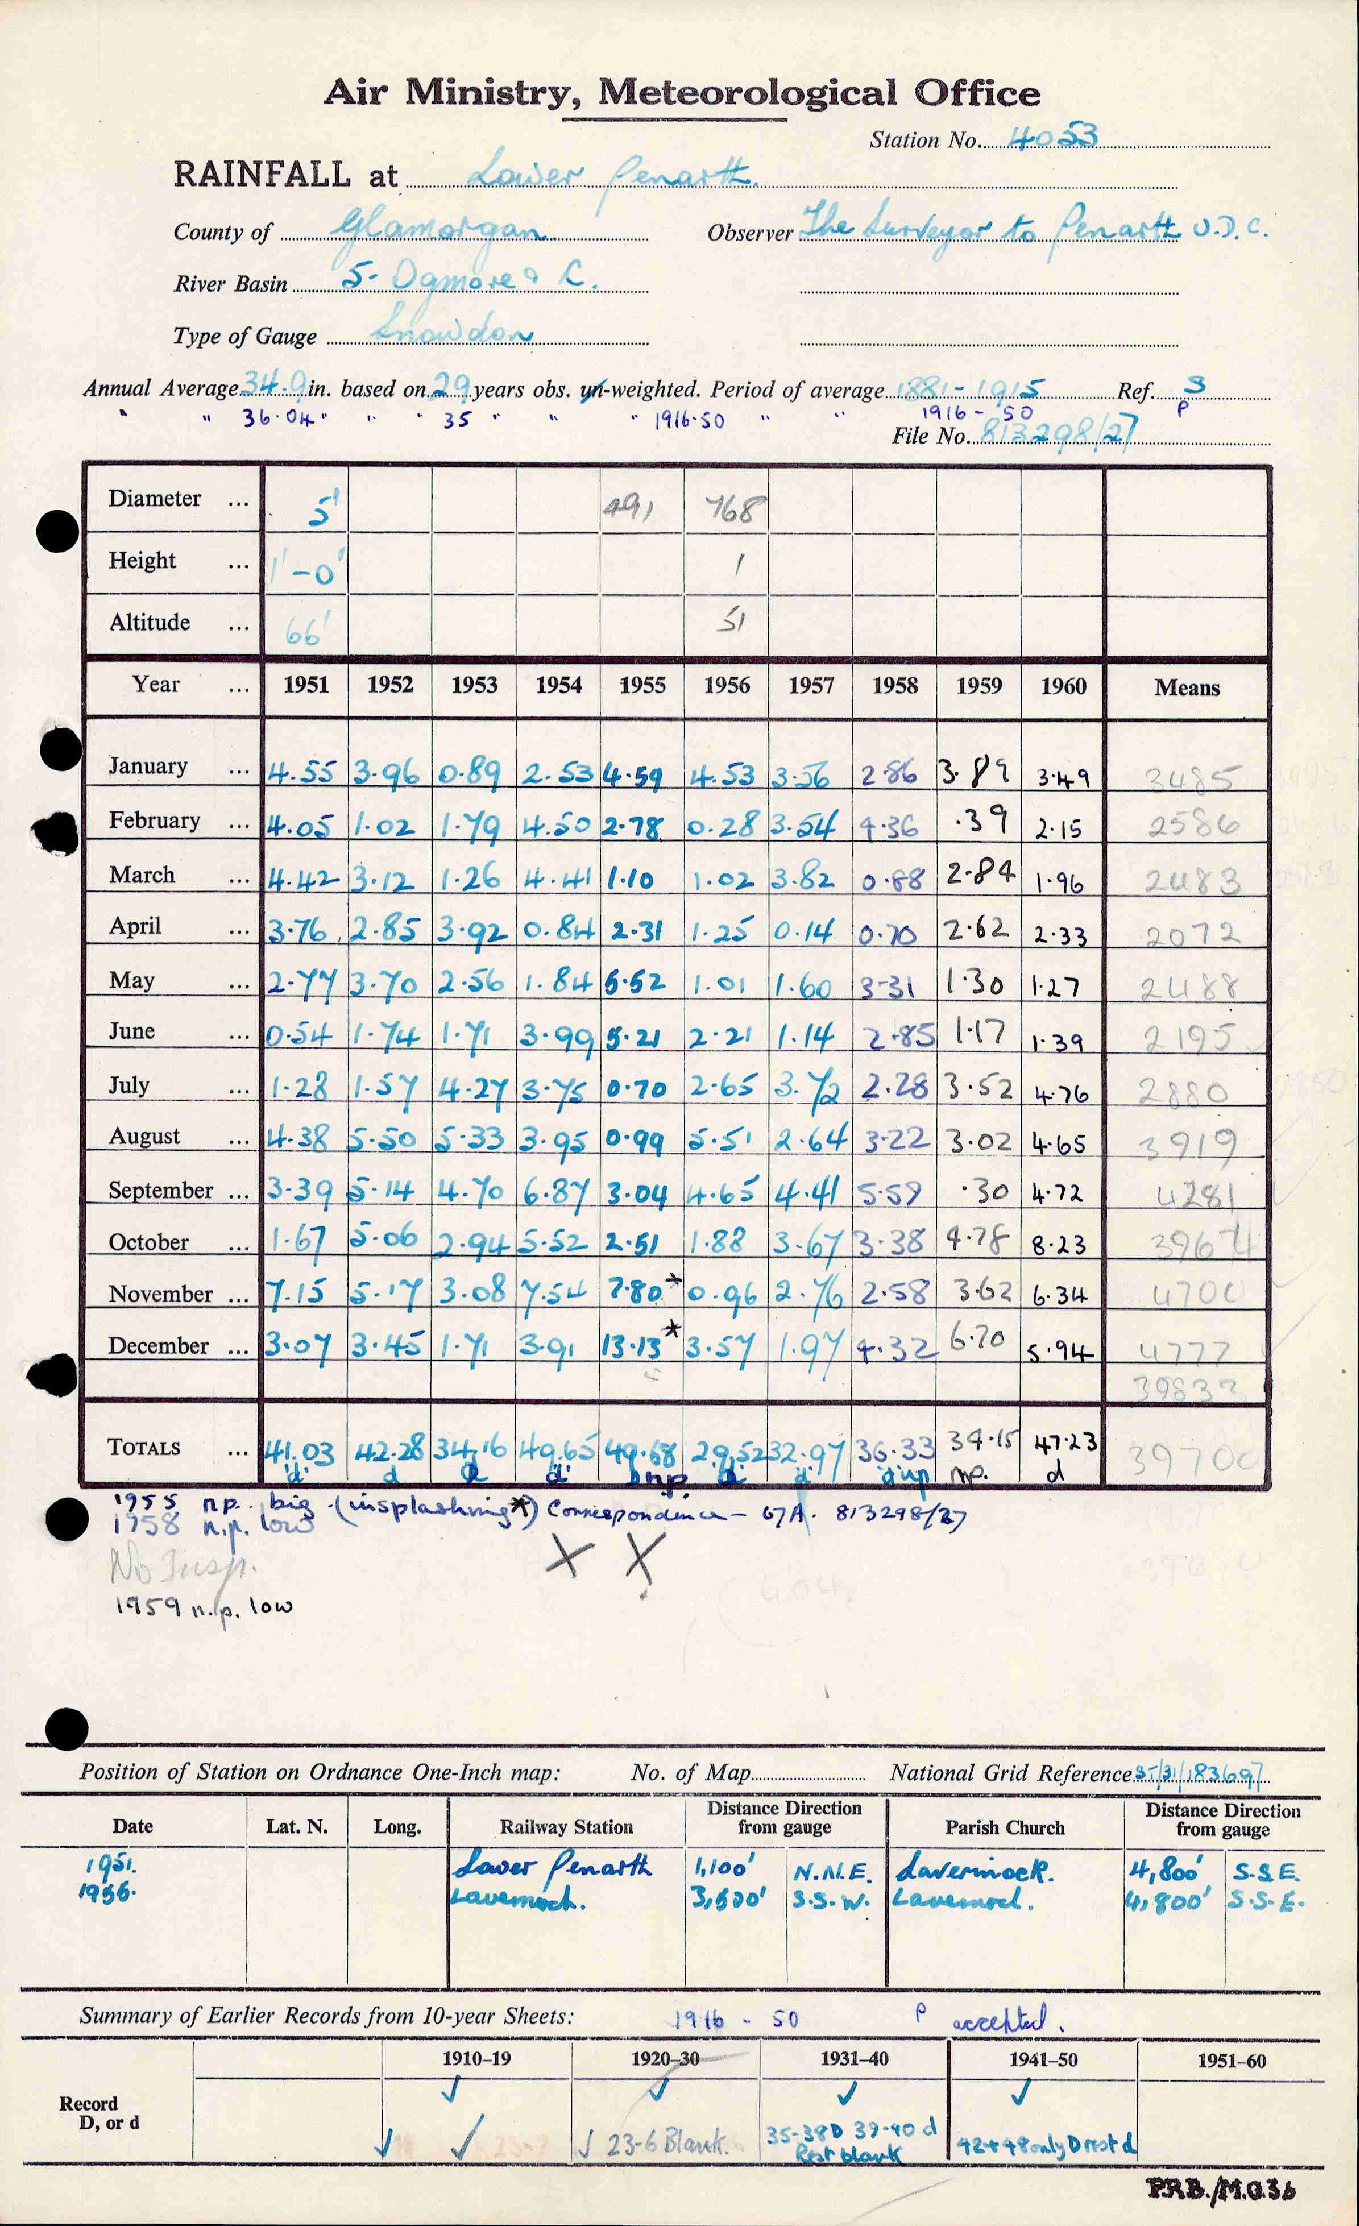 Air Ministry, Meteorological Office
Station No. 4053
RAINFALL at Lower Penarth.
County of Glamorgan Observer The Surveyor to Penarth U.D.C.
River Basin 5. Ogmore & C.
Type of Gauge Snowdon
Annual Average 34.9 in. based on 29 years obs. un-weighted. Period of average 1881-1915 Ref. S
" " 36.04" " " 35 " " " 1916-50 " " 1916-50 P
File No. 813298/27
Diameter ... 5" 491 768
Height ... 1'-0" 1
Altitude ... 66' 51
Year ... 1951 1952 1953 1954 1955 1956 1957 1958 1959 1960 Means
January ... 4.55 3.96 0.89 2.53 4.59 4.53 3.56 2.86 3.89 3.49 3485
February ... 4.05 1.02 1.79 4.50 2.78 0.28 3.54 4.36 .39 2.15 2586
March ... 4.42 3.12 1.26 4.41 1.10 1.02 3.82 0.88 2.84 1.96 2483
April ... 3.76 2.85 3.92 0.84 2.31 1.25 0.14 0.70 2.62 2.33 2072
May ... 2.77 3.70 2.56 1.84 5.52 1.01 1.60 3.31 1.30 1.27 2488
June ... 0.54 1.74 1.71 3.99 5.21 2.21 1.14 2.85 1.17 1.39 2195
July ... 1.28 1.57 4.27 3.75 0.70 2.65 3.72 2.28 3.52 4.76 2880
August ... 4.38 5.50 5.33 3.95 0.99 5.51 2.64 3.22 3.02 4.65 3919
September ... 3.39 5.14 4.70 6.87 3.04 4.65 4.41 5.59 .30 4.72 4281
October ... 1.67 5.06 2.94 5.52 2.51 1.88 3.67 3.38 4.78 8.23 3964
November ... 7.15 5.17 3.08 7.54 7.80* 0.96 2.76 2.58 3.62 6.34 4700
December ... 3.07 3.45 1.71 3.91 13.13* 3.57 1.97 4.32 6.70 5.94 4777
3983
TOTALS ... 41.03 42.28 34.16 49.65 49.68 29.52 32.97 36.33 34.15 47.23 39700
d d d np. d d np np. d
1955 n.p. big (insplashing*) Correspondence - 67A. 813298/27
1958 n.p. low
No Insp. X X
1959 n.p. low
Position of Station on Ordnance One-Inch map: No. of Map National Grid Reference 31/183697
Date Lat. N. Long. Railway Station Distance Direction from gauge Parish Church Distance Direction from gauge
1951. Lower Penarth 1,100' N.N.E. Lavernock. 4,800' S.S.E.
1956. Lavernock. 3,500' S.S.W. Lavernock. 4,800' S.S.E.
Summary of Earlier Records from 10-year Sheets: 1916 - 50 P accepted.
1910–19 1920–30 1931–40 1941–50 1951–60
Record
D, or d
23-6 Blank. 35-38D 39-40 d Rest blank 42+48 only D rest d
P.R.B./M.O.36